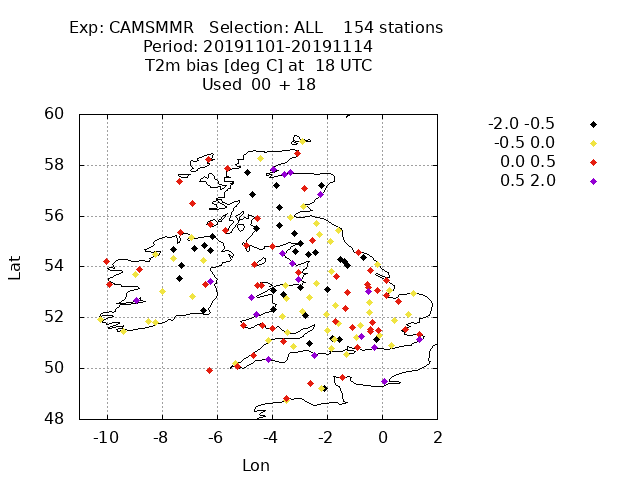 Exp: CAMSMMR Selection: ALL 154 stations
Period: 20191101-20191114
T2m bias [deg C] at 18 UTC
Used 00 + 18
-2.0 -0.5
-0.5 0.0
0.0 0.5
0.5 2.0
60
58
56
54
52
50
48
Lat
-10 -8 -6 -4 -2 0 2
Lon